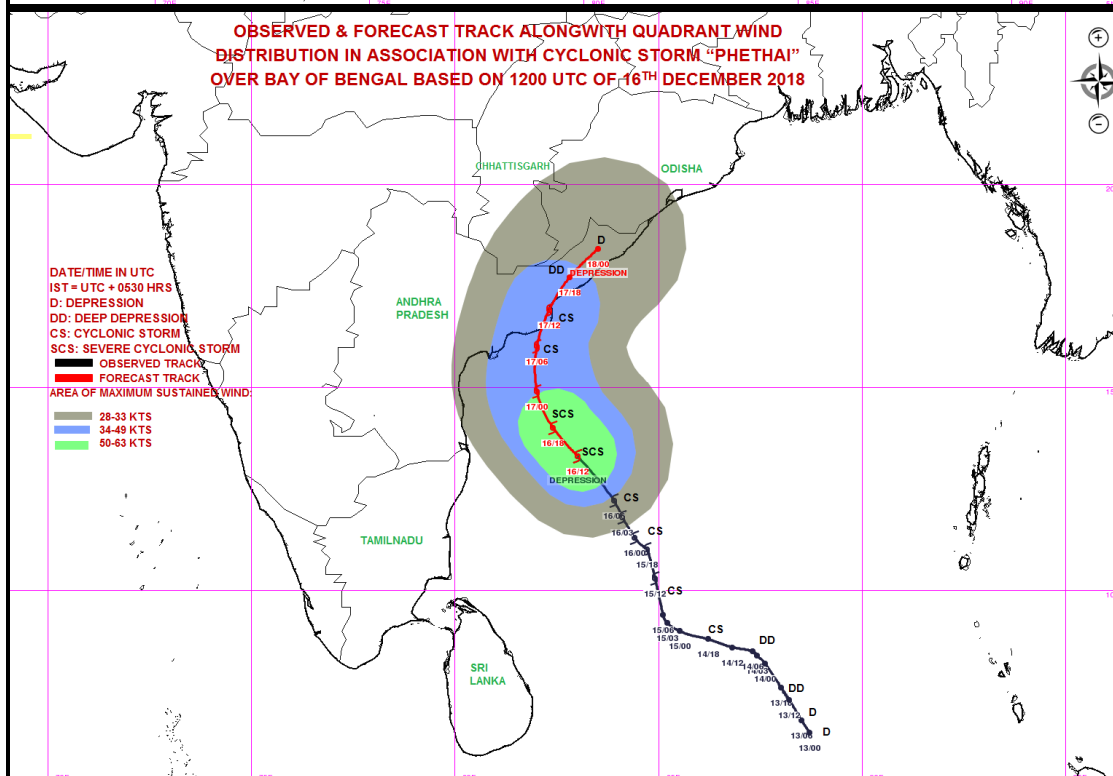 OBSERVED & FORECAST TRACK ALONGWITH QUADRANT WIND
DISTRIBUTION IN ASSOCIATION WITH CYCLONIC STORM “PHETHAI”
OVER BAY OF BENGAL BASED ON 1200 UTC OF 16TH DECEMBER 2018
CHHATTISGARH
ODISHA
20
D
18/00
DEPRESSION
DD
17/18
DATE/TIME IN UTC
IST = UTC + 0530 HRS
D: DEPRESSION
DD: DEEP DEPRESSION
CS: CYCLONIC STORM
SCS: SEVERE CYCLONIC STORM
OBSERVED TRACK
FORECAST TRACK
AREA OF MAXIMUM SUSTAINED WIND:
28-33 KTS
34-49 KTS
50-63 KTS
ANDHRA
PRADESH
CS
17/12
CS
17/06
17/00
SCS
16/18
SCS
16/12
DEPRESSION
CS
16/03
CS
16/00
15/18
TAMILNADU
15/12
CS
15/06
15/03
15/00
CS
14/18
14/12
DD
14/06
14/03
14/00
DD
13/12
D
13/06
D
13/00
SRI
LANKA